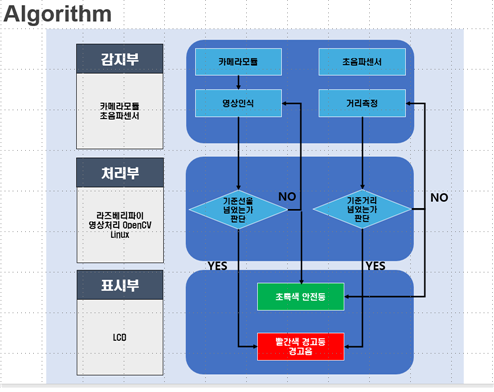 Algorithm
감지부
카메라모듈
초음파센서
카메라모듈
초음파센서
영상인식
거리측정
처리부
라즈베리파이
영상처리 OpenCV
Linux
기준선을
넘었는가
판단
NO
기준거리
넘었는가
판단
NO
YES
YES
표시부
LCD
초록색 안전등
빨간색 경고등
경고음